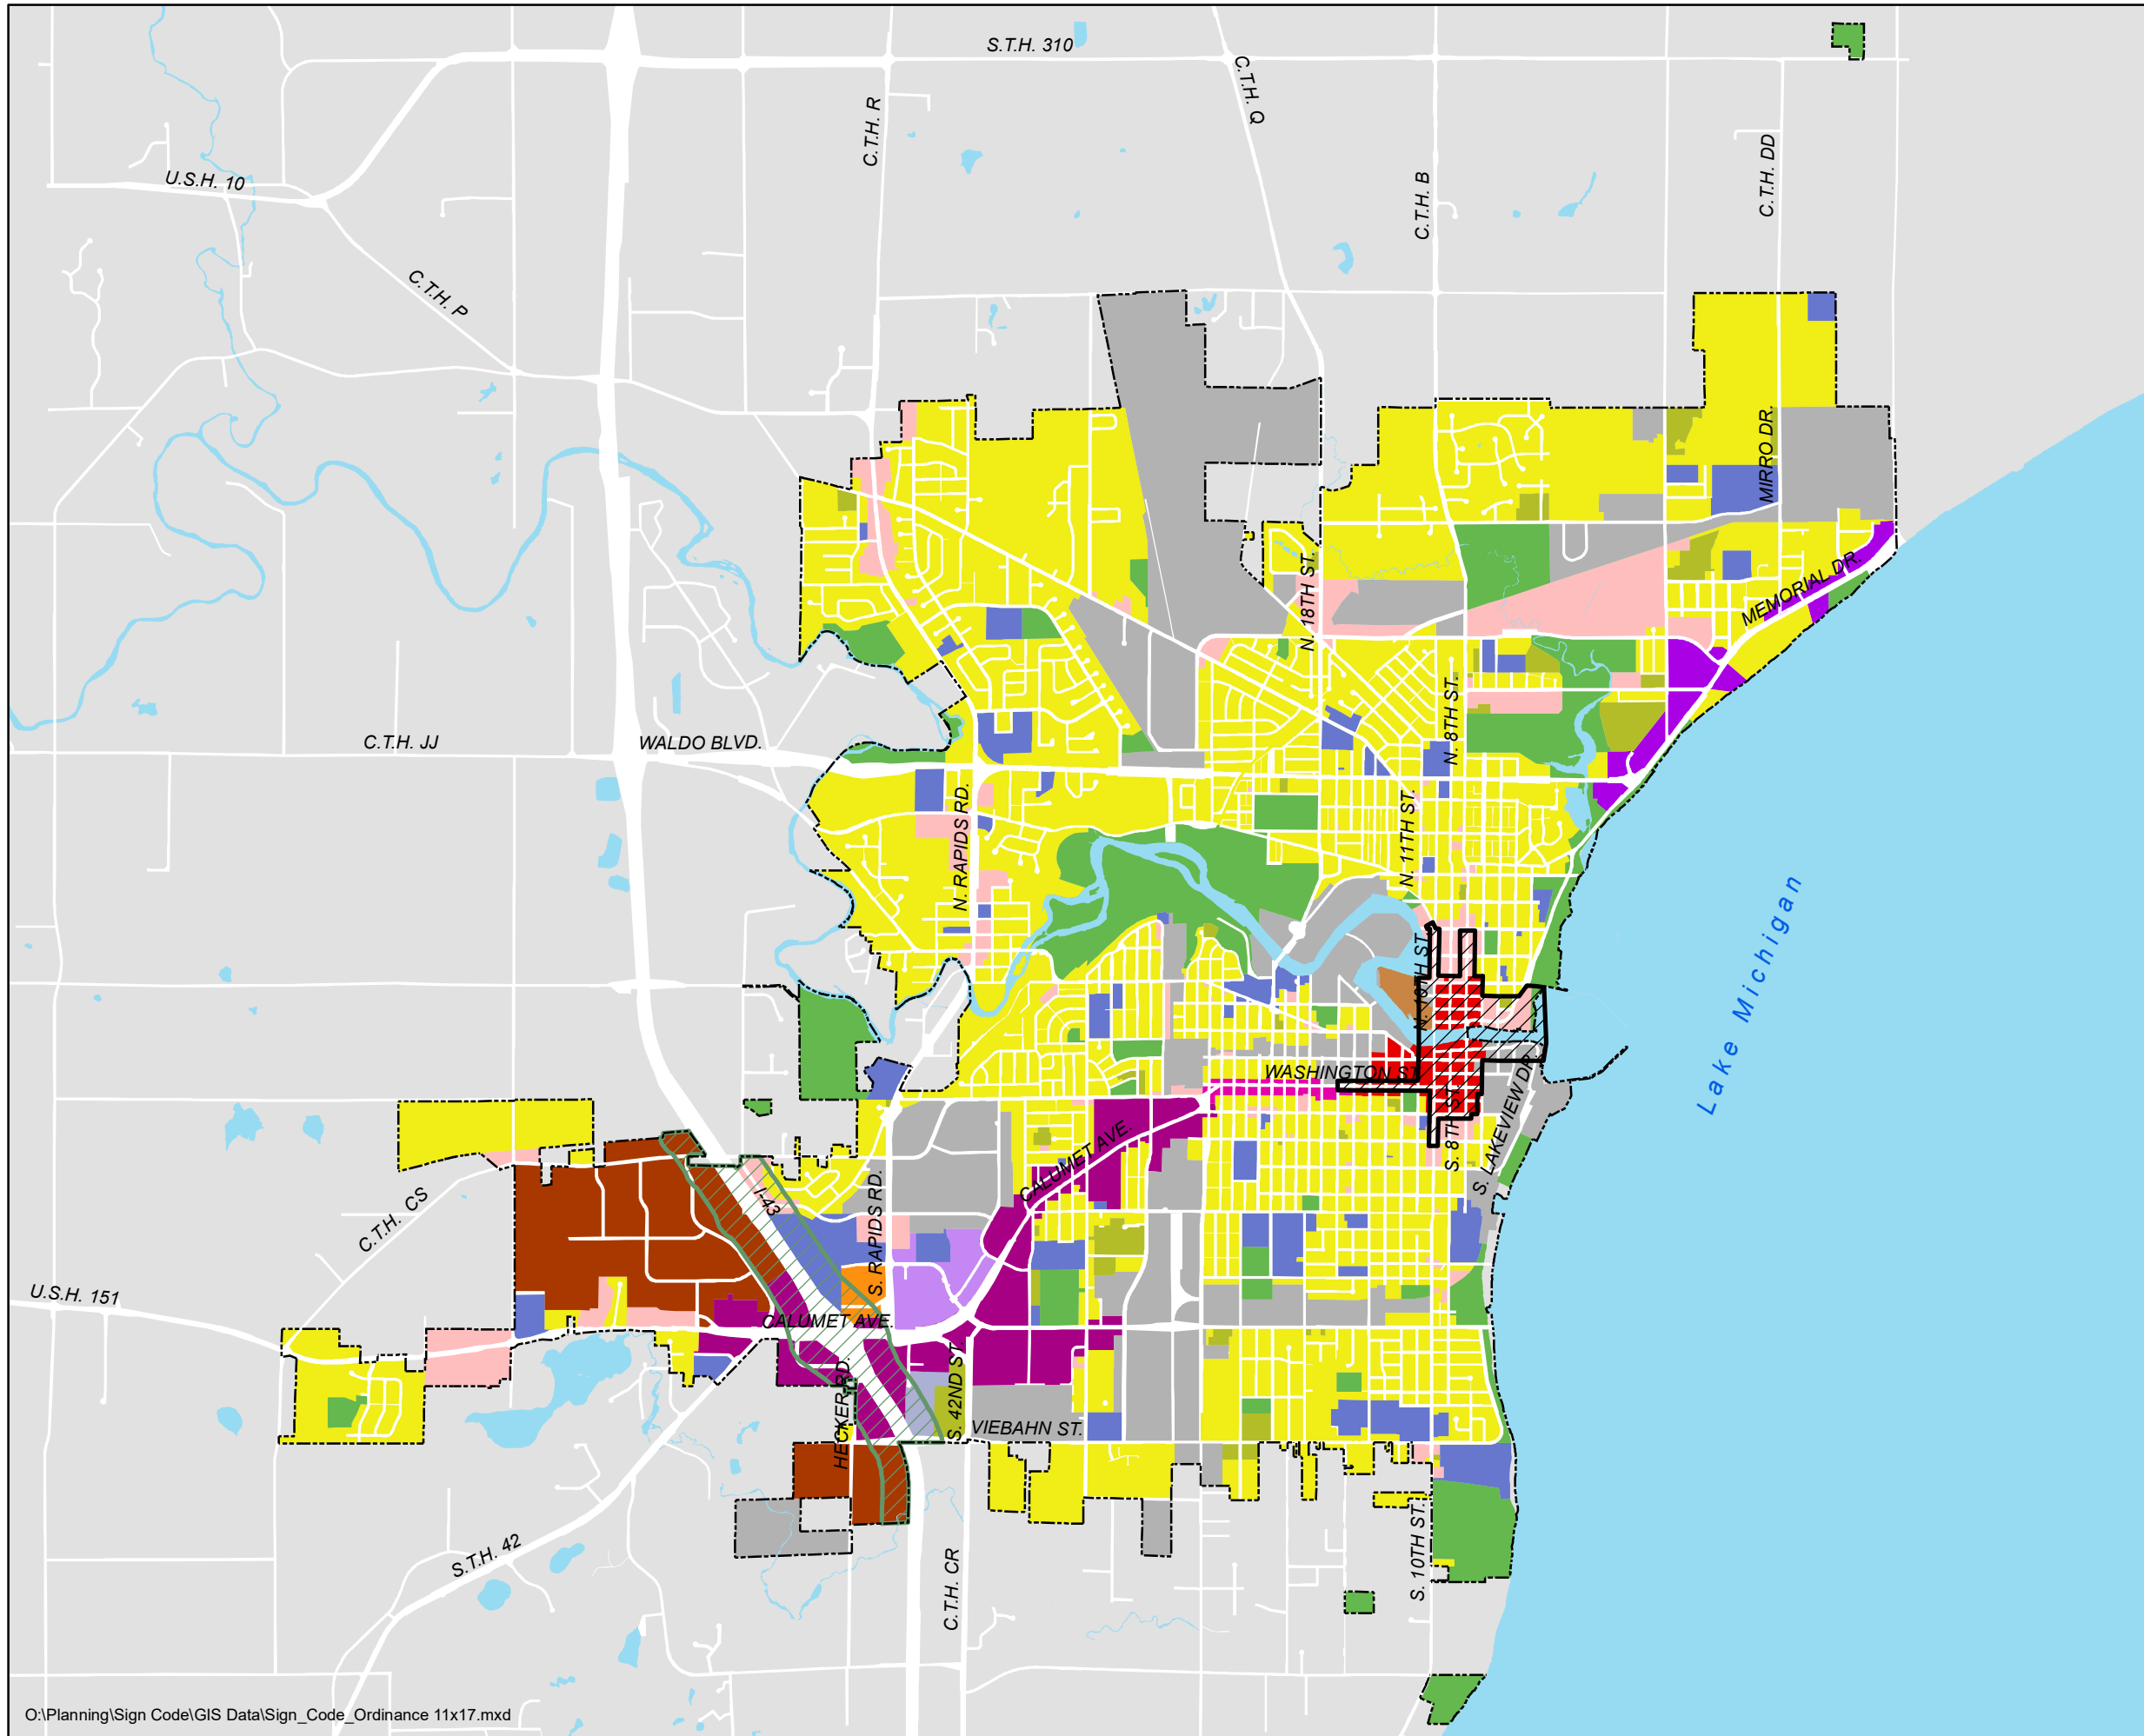 S.T.H. 310
C.T.H. Q
C.T.H. R
C.T.H. DD
U.S.H. 10
C.T.H. B
C.T.H. P
MIRRO DR.
N. 18TH ST.
MEMORIAL DR.
N. 8TH ST.
C.T.H. JJ
WALDO BLVD.
N. RAPIDS RD.
N. 11TH ST.
Lake Michigan
N. 10TH ST.
WASHINGTON ST.
S. 8TH ST.
S. LAKEVIEW DR.
CALUMET AVE.
I-43
C.T.H. CS
S. RAPIDS RD.
U.S.H. 151
CALUMET AVE.
HECKER RD.
S. 42ND ST.
VIEBAHN ST.
S.T.H. 42
C.T.H. CR
S. 10TH ST.
O:\Planning\Sign Code\GIS Data\Sign_Code_Ordinance 11x17.mxd